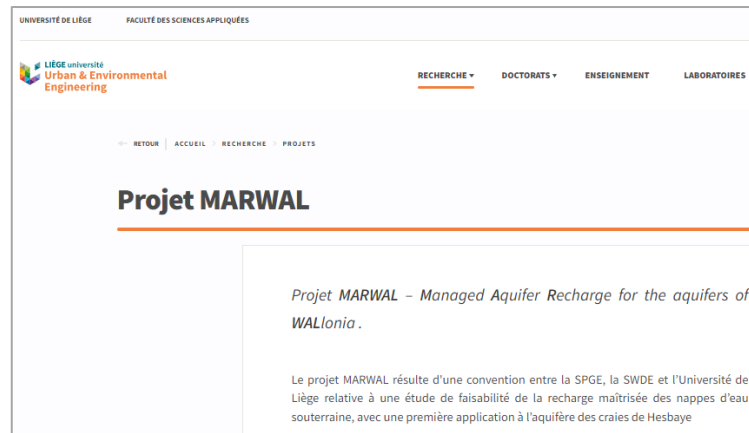 UNIVERSITÉ DE LIÈGE FACULTÉ DES SCIENCES APPLIQUÉES
LIÈGE université
Urban & Environmental
Engineering
RECHERCHE DOCTORATS ENSEIGNEMENT LABORATOIRES
RETOUR ACCUEIL RECHERCHE PROJETS
Projet MARWAL
Projet MARWAL – Managed Aquifer Recharge for the aquifers of
WALlonia .
Le projet MARWAL résulte d'une convention entre la SPGE, la SWDE et l'Université de
Liège relative à une étude de faisabilité de la recharge maîtrisée des nappes d'eau
souterraine, avec une première application à l'aquifère des craies de Hesbaye